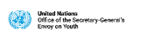 United Nations
Office of the Secretary-General's
Envoy on Youth